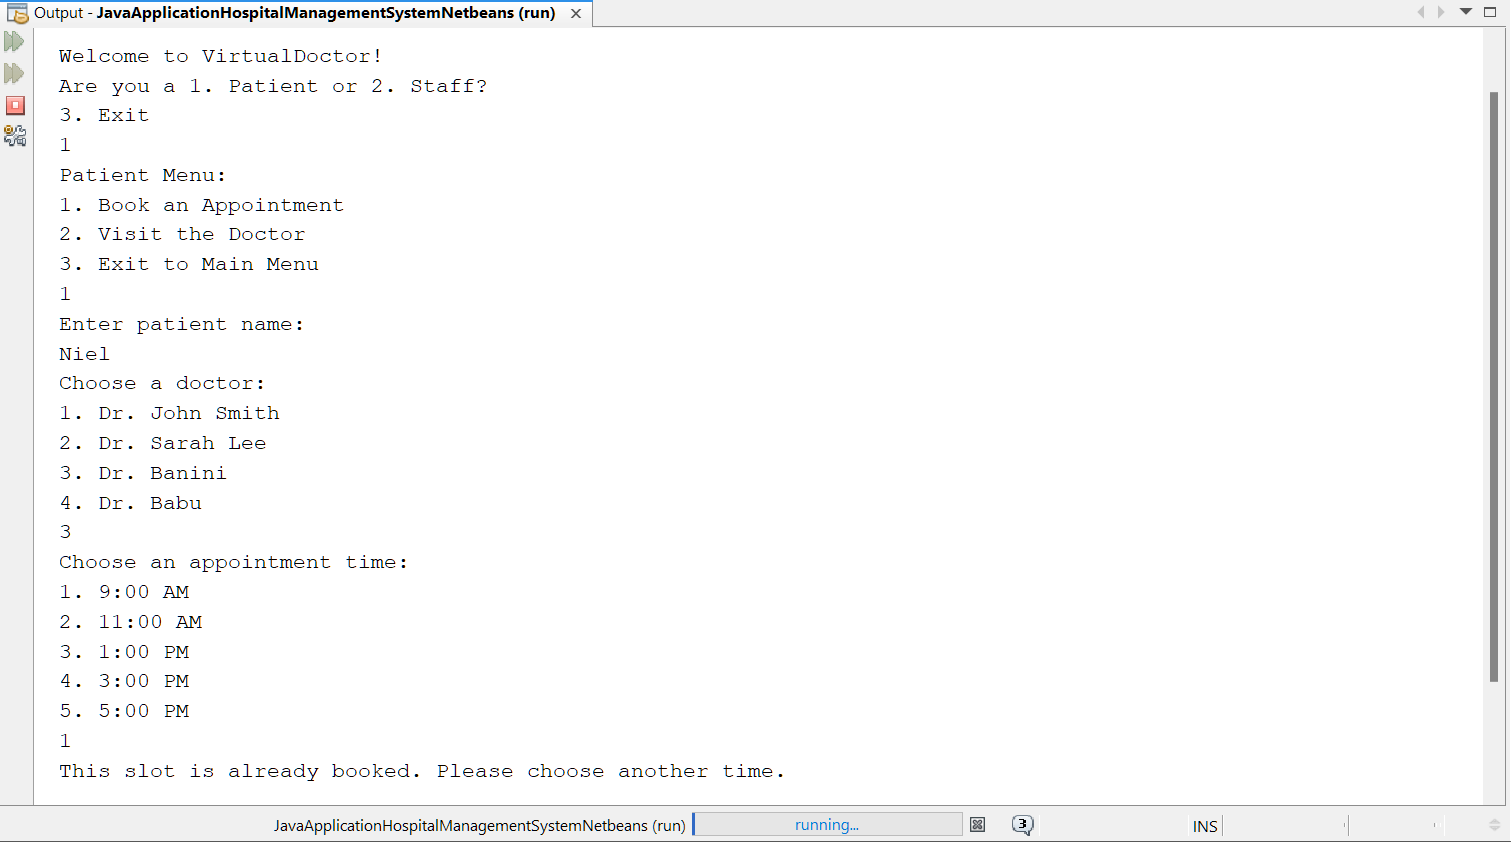 Output - JavaApplicationHospitalManagementSystemNetbeans (run)
Welcome to VirtualDoctor!
Are you a 1. Patient or 2. Staff?
3. Exit
1
Patient Menu:
1. Book an Appointment
2. Visit the Doctor
3. Exit to Main Menu
1
Enter patient name:
Niel
Choose a doctor:
1. Dr. John Smith
2. Dr. Sarah Lee
3. Dr. Banini
4. Dr. Babu
3
Choose an appointment time:
1. 9:00 AM
2. 11:00 AM
3. 1:00 PM
4. 3:00 PM
5. 5:00 PM
1
This slot is already booked. Please choose another time.
JavaApplicationHospitalManagementSystemNetbeans (run) running... 3 INS